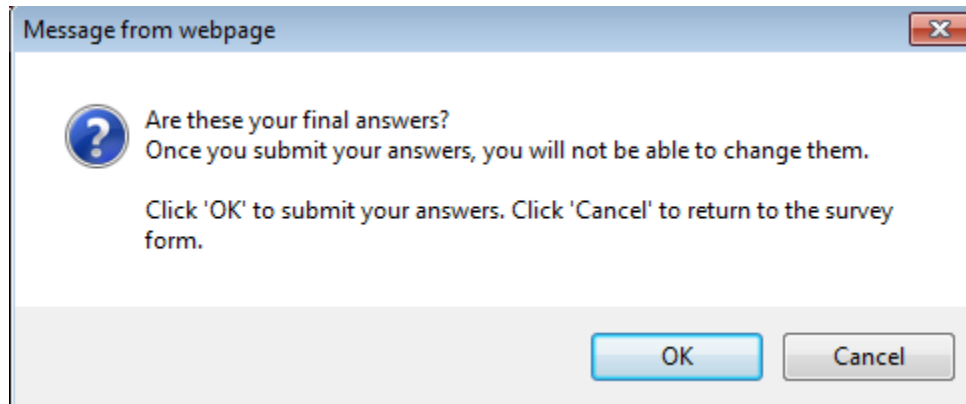 Message from webpage
Are these your final answers?
Once you submit your answers, you will not be able to change them.
Click 'OK' to submit your answers. Click 'Cancel' to return to the survey
form.
OK
Cancel